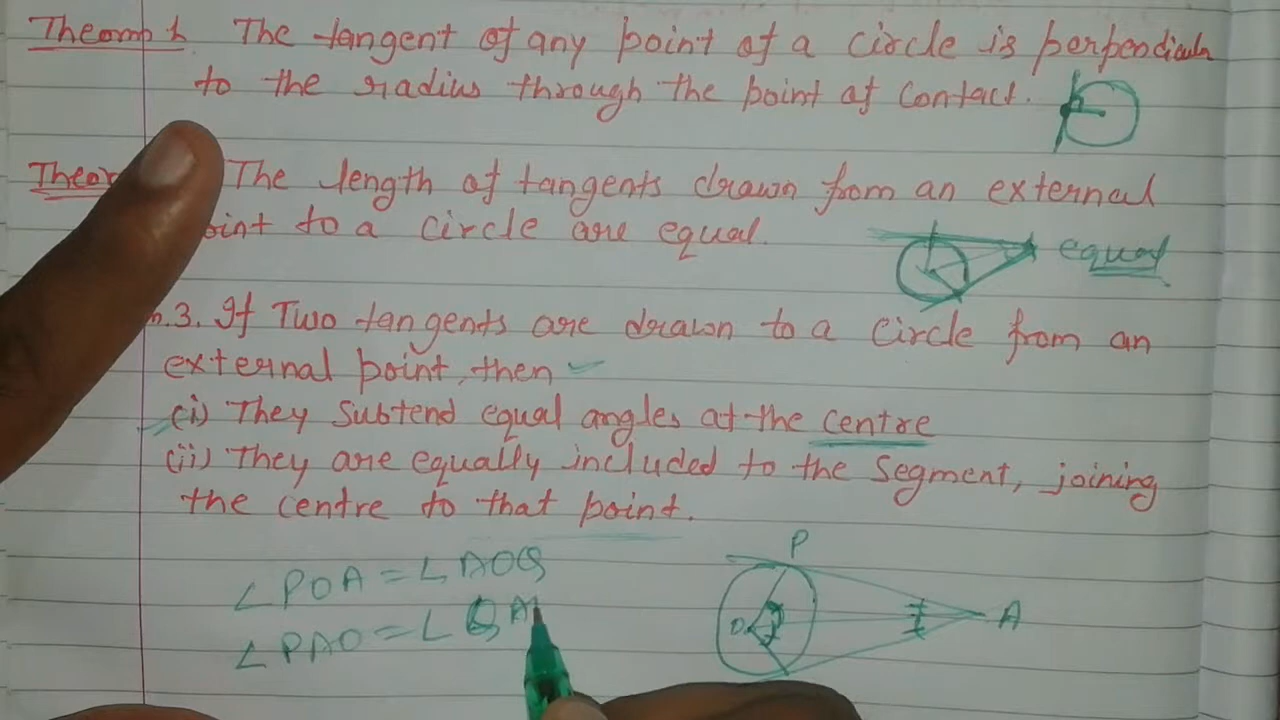 Theorem 1. The tangent of any point of a circle is perpendicular
to the radius through the point of contact.
The length of tangents drawn from an external
oint to a circle are equal.
equal
.3. If Two tangents are drawn to a circle from an
external point, then
(i) They Subtend equal angles at the centre
(ii) They are equally included to the Segment, joining
the centre to that point.
P
∠POA = ∠AOQ
O
A
∠PAO = ∠QA